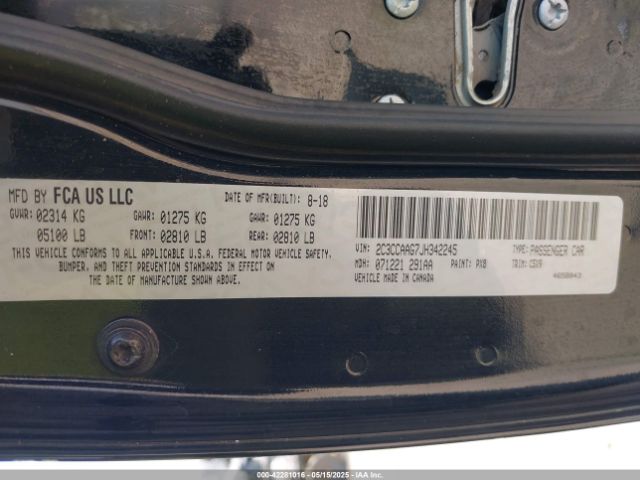 MFD BY FCA US LLC DATE OF MFR(BUILT): 8-18
GVWR: 02314 KG GAWR: 01275 KG GAWR: 01275 KG
05100 LB FRONT: 02810 LB REAR: 02810 LB
THIS VEHICLE CONFORMS TO ALL APPLICABLE U.S.A. FEDERAL MOTOR VEHICLE SAFETY,
BUMPER, AND THEFT PREVENTION STANDARDS IN EFFECT ON
THE DATE OF MANUFACTURE SHOWN ABOVE.
VIN: 2C3CCAAG7JH342245 TYPE: PASSENGER CAR
MDH: 071221 291AA PAINT: PX8 TRIM: CSX9
VEHICLE MADE IN CANADA
000-42281016 - 05/15/2025 - COPYRIGHT IAA, LLC.